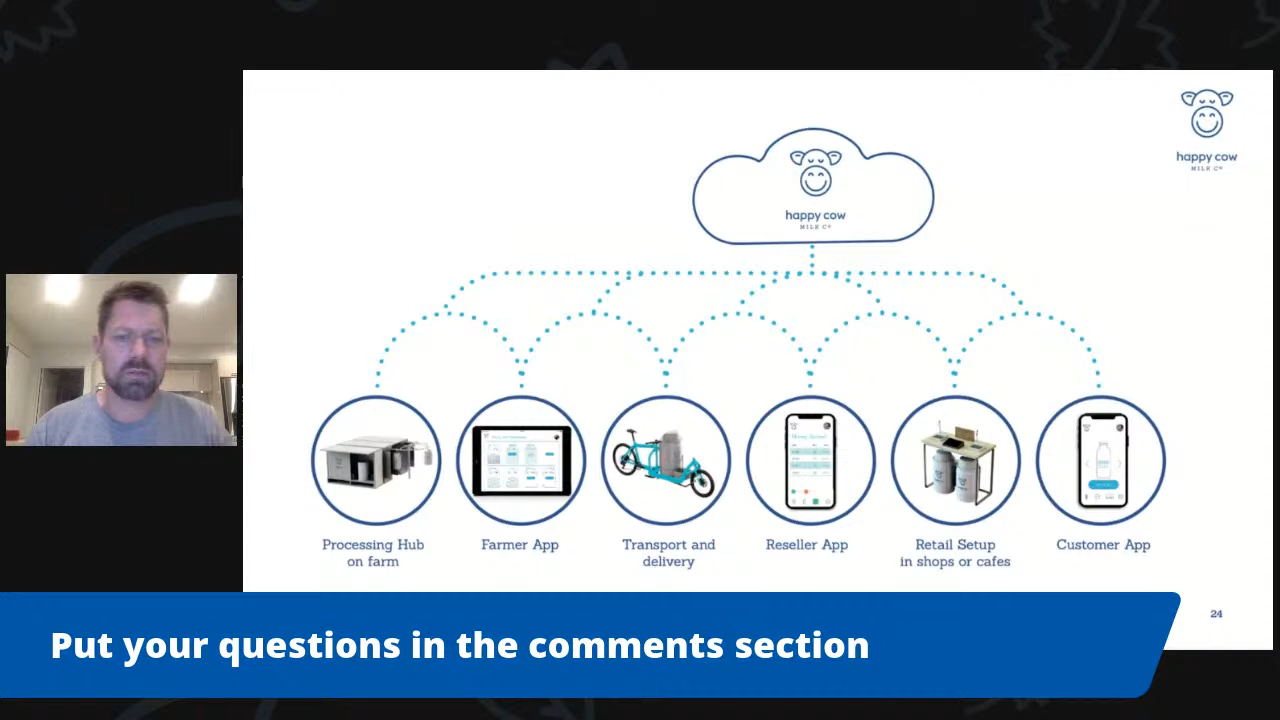 happy cow
MILK Cº
happy cow
MILK Cº
Processing Hub
on farm
Farmer App
Transport and
delivery
Reseller App
Retail Setup
in shops or cafes
Customer App
24
Put your questions in the comments section